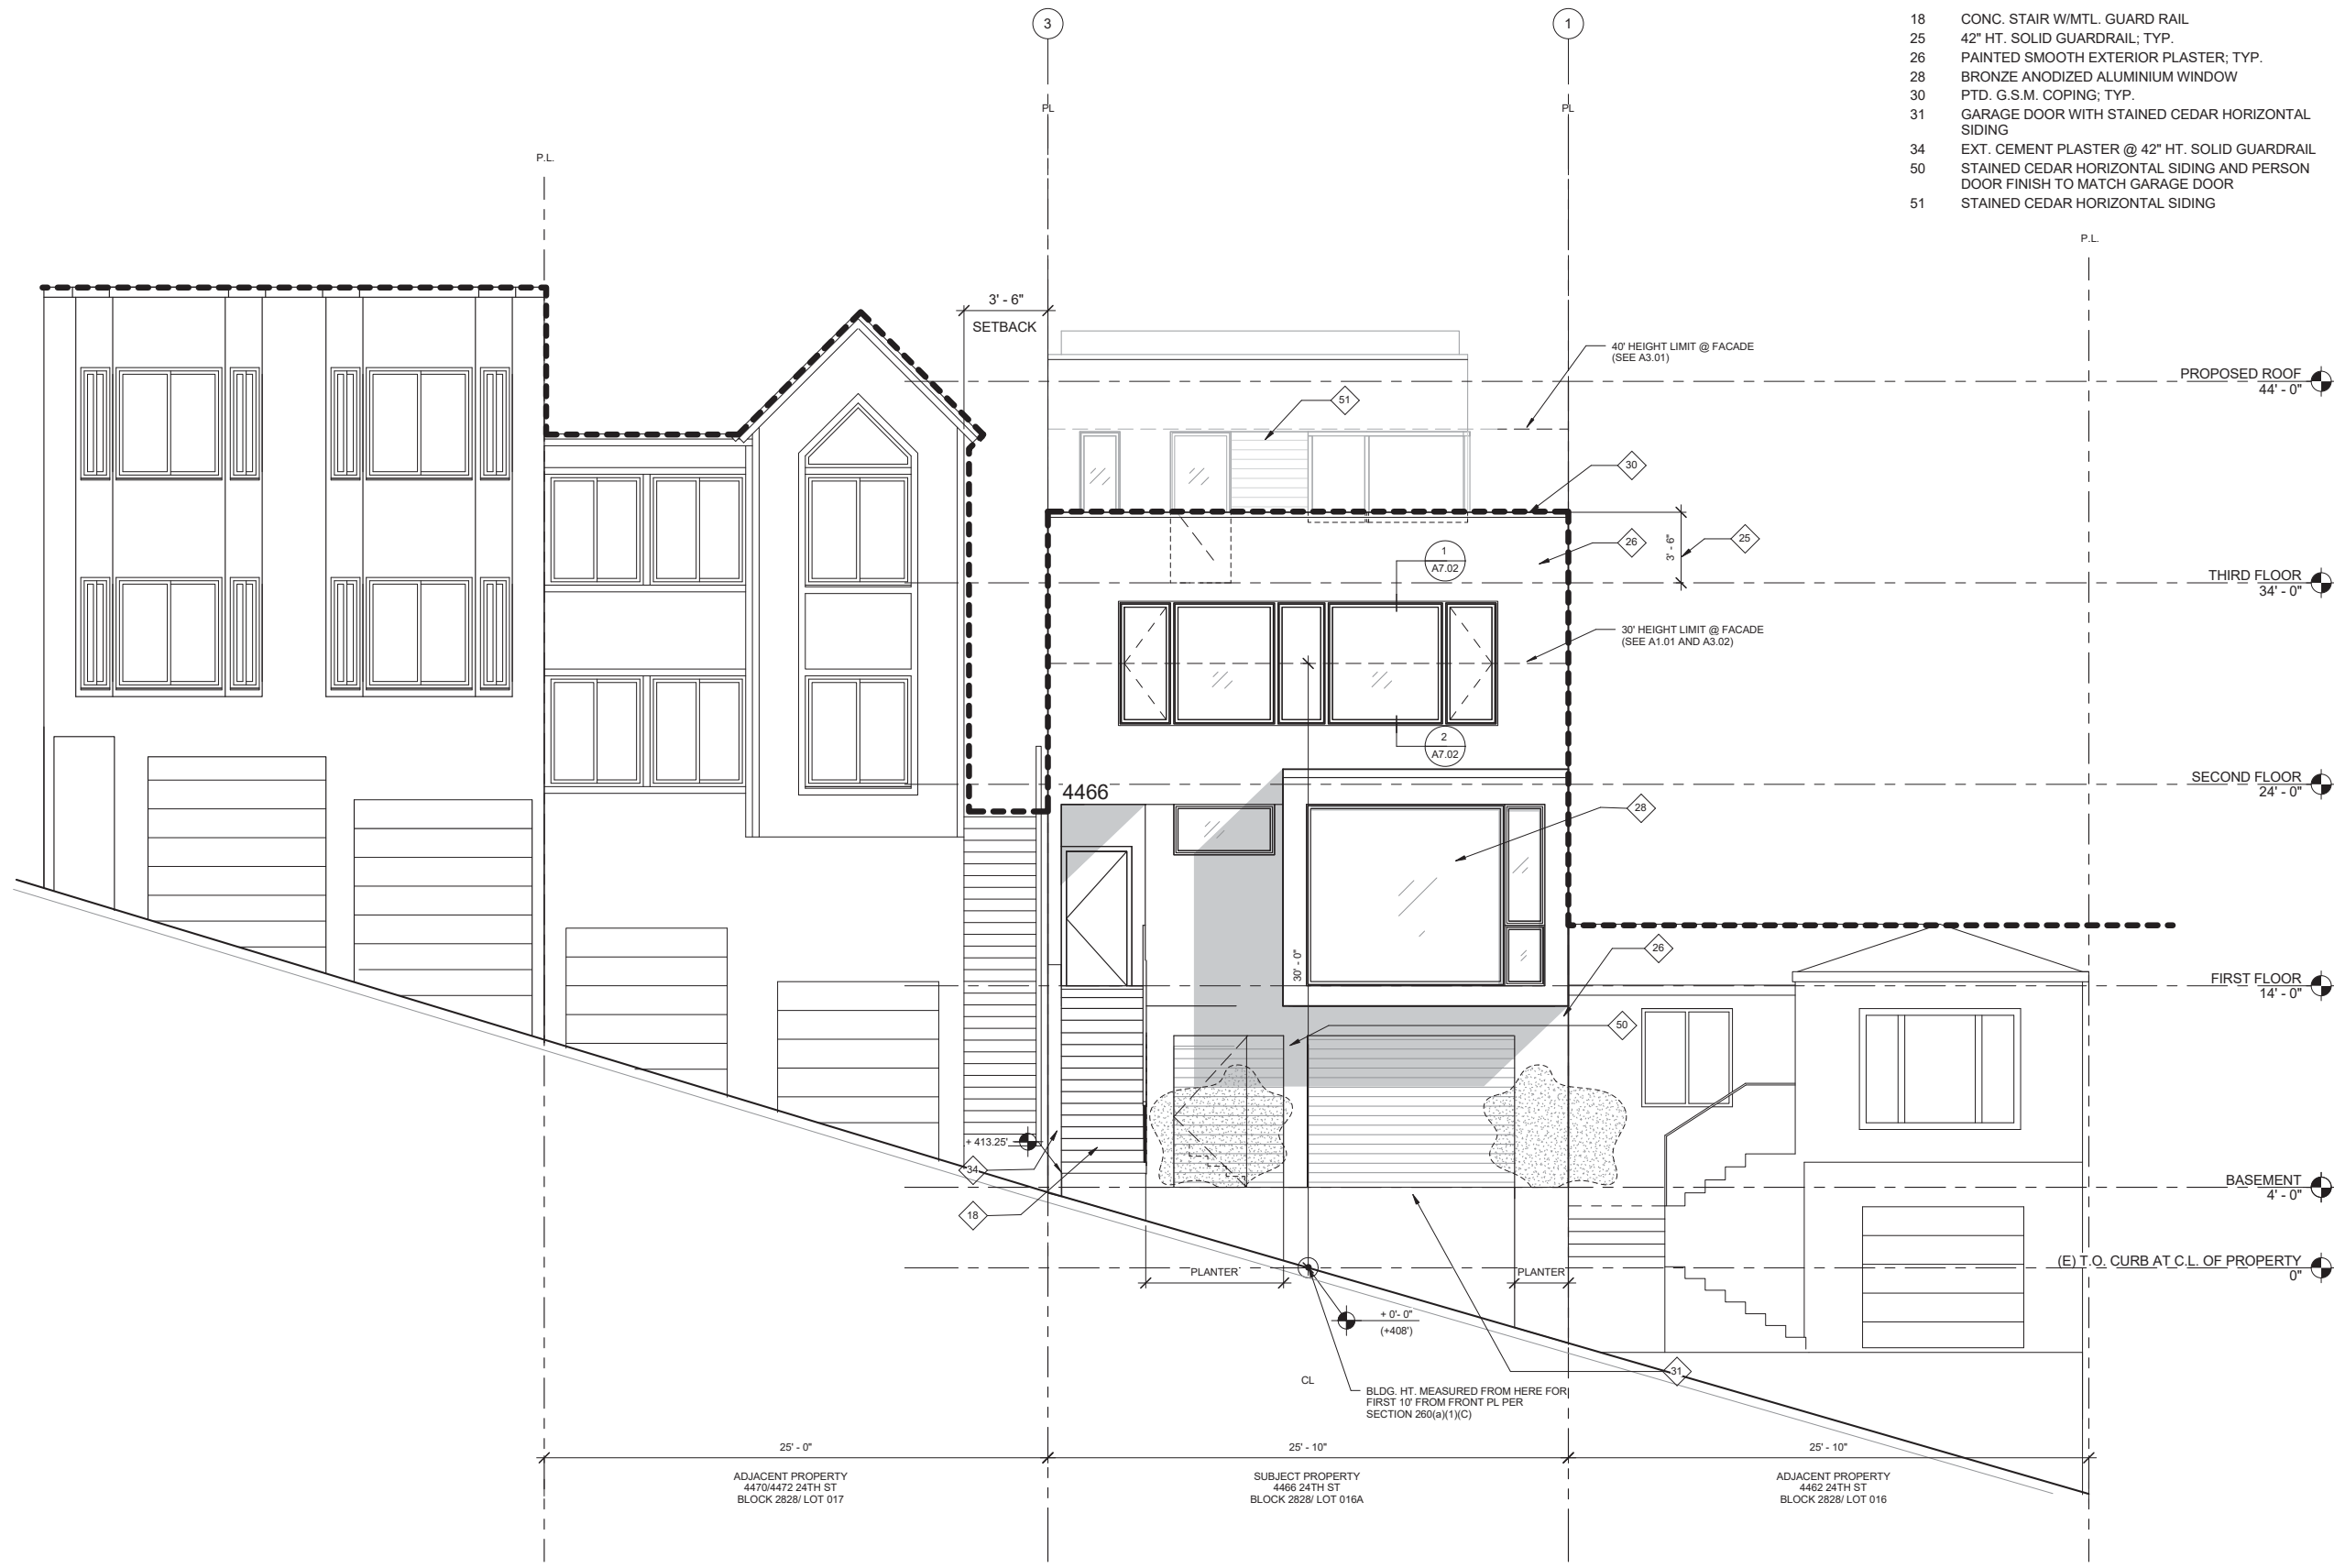 3
1
18 CONC. STAIR W/MTL. GUARD RAIL
25 42" HT. SOLID GUARDRAIL; TYP.
26 PAINTED SMOOTH EXTERIOR PLASTER; TYP.
28 BRONZE ANODIZED ALUMINIUM WINDOW
30 PTD. G.S.M. COPING; TYP.
31 GARAGE DOOR WITH STAINED CEDAR HORIZONTAL
SIDING
34 EXT. CEMENT PLASTER @ 42" HT. SOLID GUARDRAIL
50 STAINED CEDAR HORIZONTAL SIDING AND PERSON
DOOR FINISH TO MATCH GARAGE DOOR
51 STAINED CEDAR HORIZONTAL SIDING
PL
PL
P.L.
P.L.
3' - 6"
SETBACK
40' HEIGHT LIMIT @ FACADE
(SEE A3.01)
PROPOSED ROOF
44' - 0"
51
30
26
3' - 6"
25
1
A7.02
THIRD FLOOR
34' - 0"
30' HEIGHT LIMIT @ FACADE
(SEE A1.01 AND A3.02)
2
A7.02
SECOND FLOOR
24' - 0"
4466
28
26
30' - 0"
FIRST FLOOR
14' - 0"
50
+ 413.25'
34
18
BASEMENT
4' - 0"
PLANTER
PLANTER
(E) T.O. CURB AT C.L. OF PROPERTY
0"
+ 0'- 0"
(+408')
31
CL
BLDG. HT. MEASURED FROM HERE FOR
FIRST 10' FROM FRONT PL PER
SECTION 260(a)(1)(C)
25' - 0"
25' - 10"
25' - 10"
ADJACENT PROPERTY
4470/4472 24TH ST
BLOCK 2828/ LOT 017
SUBJECT PROPERTY
4466 24TH ST
BLOCK 2828/ LOT 016A
ADJACENT PROPERTY
4462 24TH ST
BLOCK 2828/ LOT 016